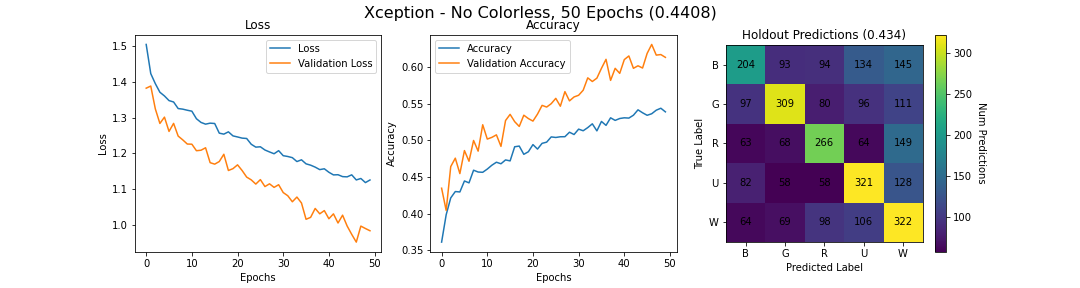 Xception - No Colorless, 50 Epochs (0.4408)
Loss
1.5
1.4
1.3
1.2
1.1
1.0
Loss
0 10 20 30 40 50
Epochs
Loss
Validation Loss
Accuracy
0.60
0.55
0.50
0.45
0.40
0.35
Accuracy
0 10 20 30 40 50
Epochs
Accuracy
Validation Accuracy
Holdout Predictions (0.434)
True Label
B 204 93 94 134 145
G 97 309 80 96 111
R 63 68 266 64 149
U 82 58 58 321 128
W 64 69 98 106 322
B G R U W
Predicted Label
300
250
200
150
100
Num Predictions